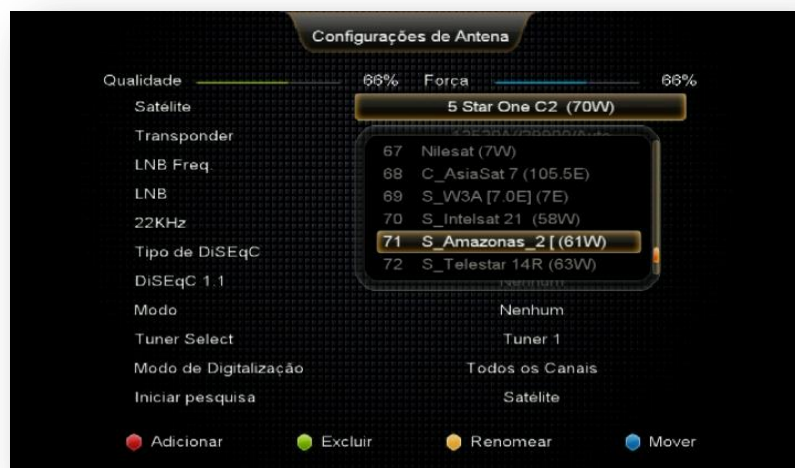 Configurações de Antena
Qualidade 66% Força 66%
Satélite 5 Star One C2 (70W)
Transponder
67 Nilesat (7W)
LNB Freq.
68 C_AsiaSat 7 (105.5E)
LNB
69 S_W3A [7.0E] (7E)
22KHz
70 S_Intelsat 21 (58W)
71 S_Amazonas_2 [ (61W)
Tipo de DiSEqC
72 S_Telestar 14R (63W)
DiSEqC 1.1 Nenhum
Modo Nenhum
Tuner Select Tuner 1
Modo de Digitalização Todos os Canais
Iniciar pesquisa Satélite
Adicionar Excluir Renomear Mover